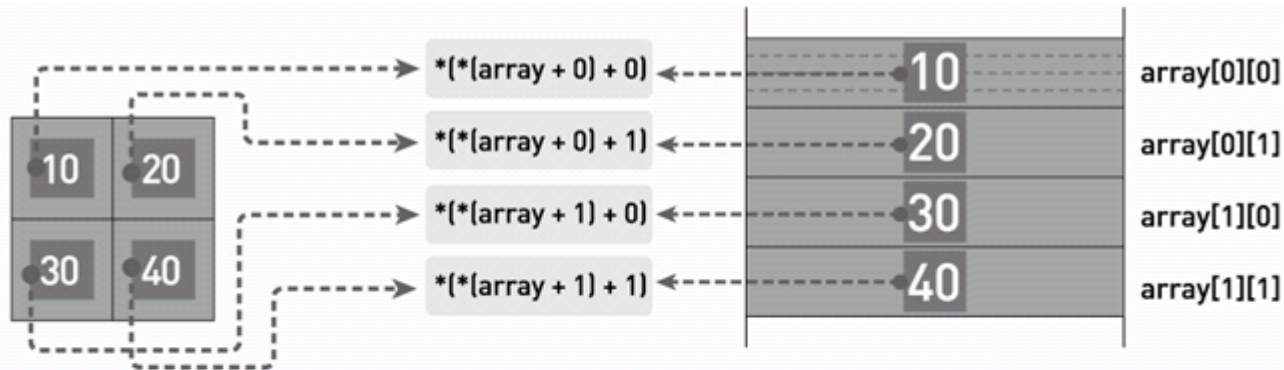 10 20
30 40
*(*(array + 0) + 0)
*(*(array + 0) + 1)
*(*(array + 1) + 0)
*(*(array + 1) + 1)
10 array[0][0]
20 array[0][1]
30 array[1][0]
40 array[1][1]